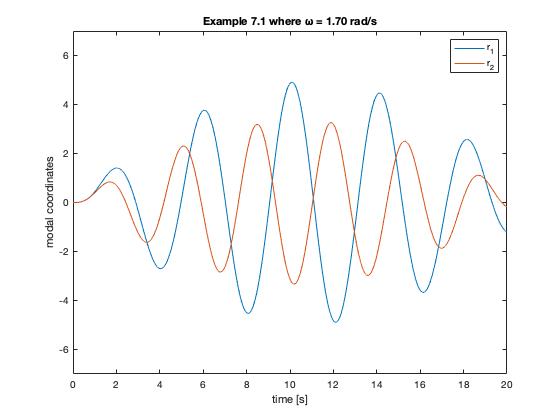 Example 7.1 where ω = 1.70 rad/s
r1
r2
modal coordinates
6
4
2
0
-2
-4
-6
0 2 4 6 8 10 12 14 16 18 20
time [s]